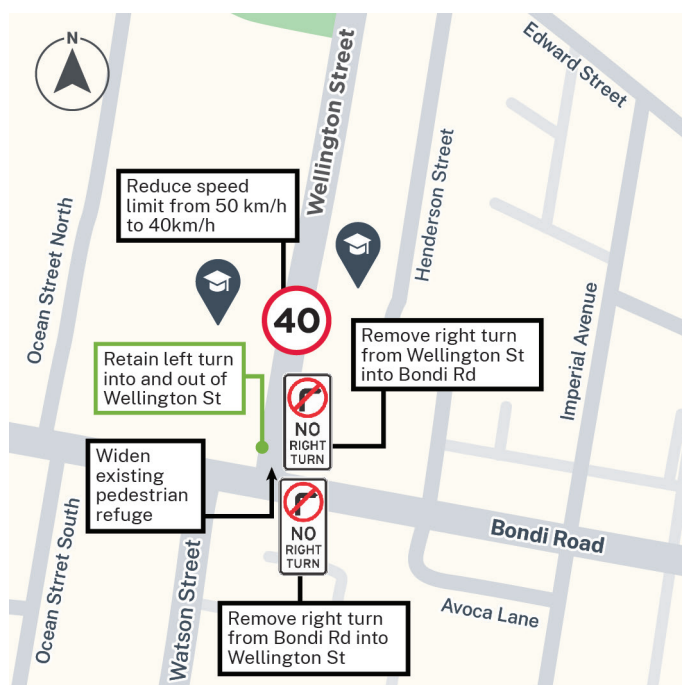 N
Wellington Street
Edward Street
Reduce speed
limit from 50 km/h
to 40km/h
Ocean Street North
Henderson Street
Imperial Avenue
40
Remove right turn
from Wellington St
into Bondi Rd
Retain left turn
into and out of
Wellington St
NO
RIGHT
TURN
Widen
existing
pedestrian
refuge
NO
RIGHT
TURN
Bondi Road
Ocean Strret South
Watson Street
Avoca Lane
Remove right turn
from Bondi Rd into
Wellington St